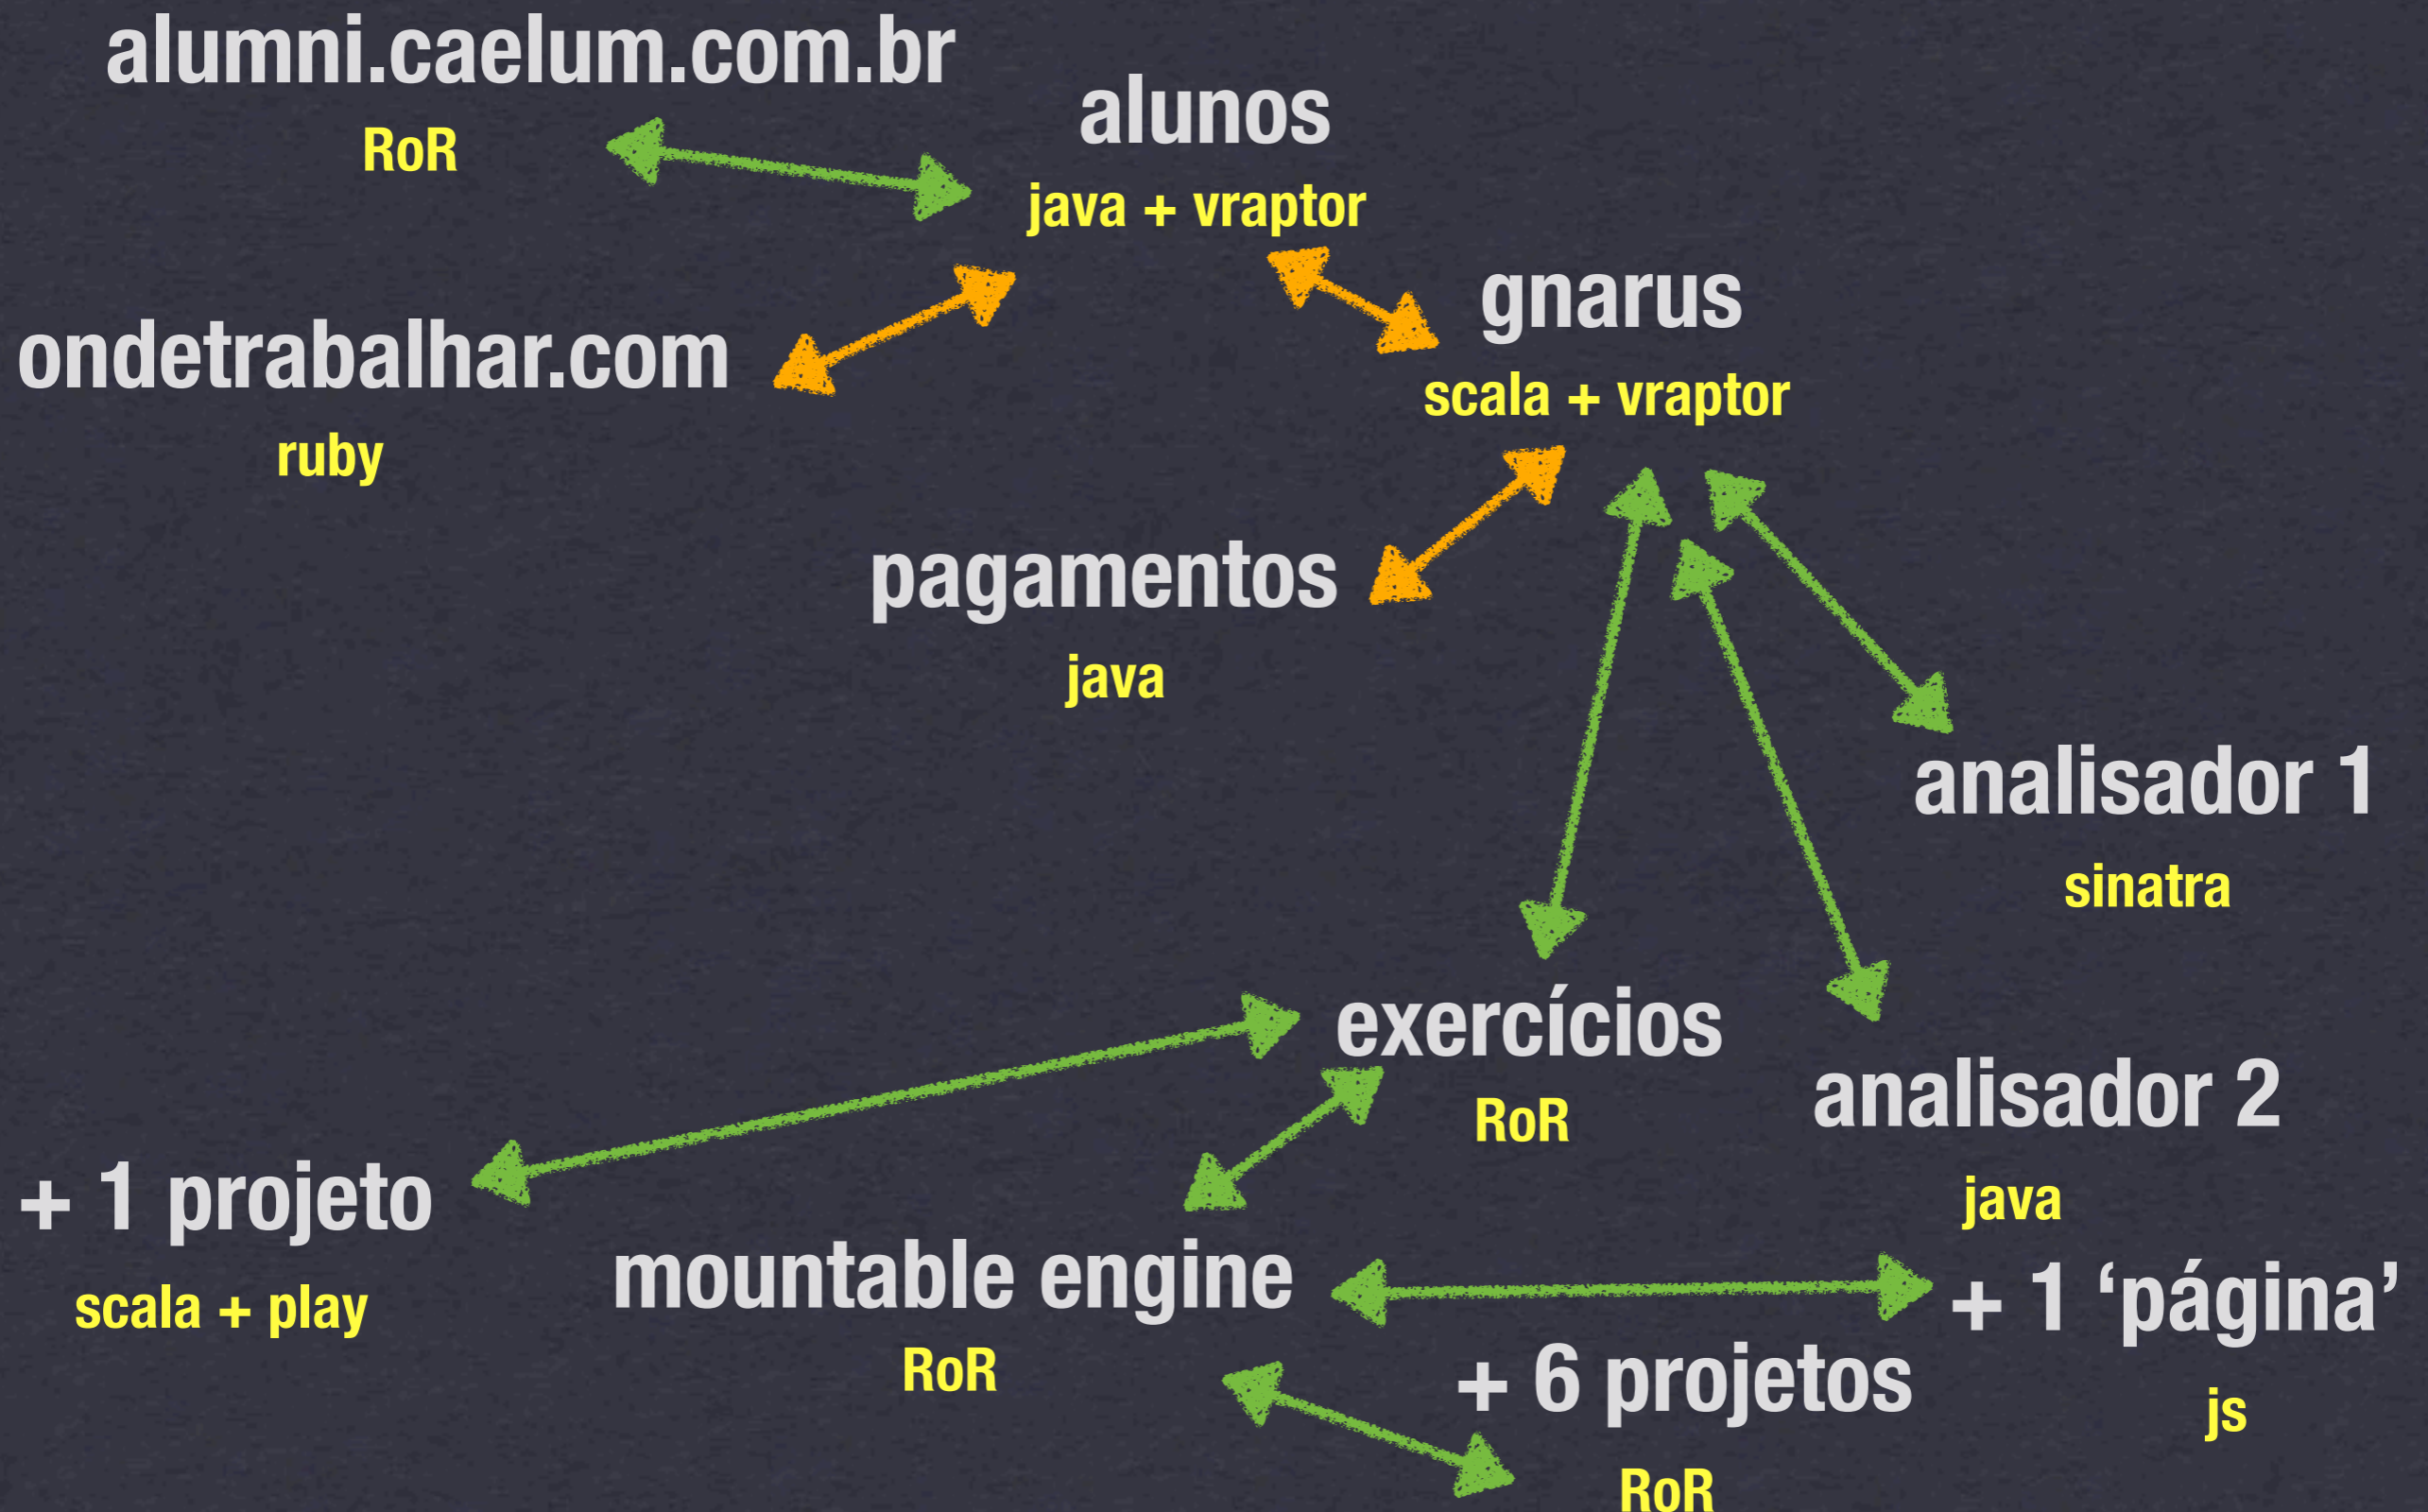 alumni.caelum.com.br
RoR
alunos
java + vraptor
ondetrabalhar.com
ruby
gnarus
scala + vraptor
pagamentos
java
analisador 1
sinatra
exercícios
RoR
analisador 2
java
+ 1 projeto
scala + play
mountable engine
RoR
+ 1 ‘página’
js
+ 6 projetos
RoR